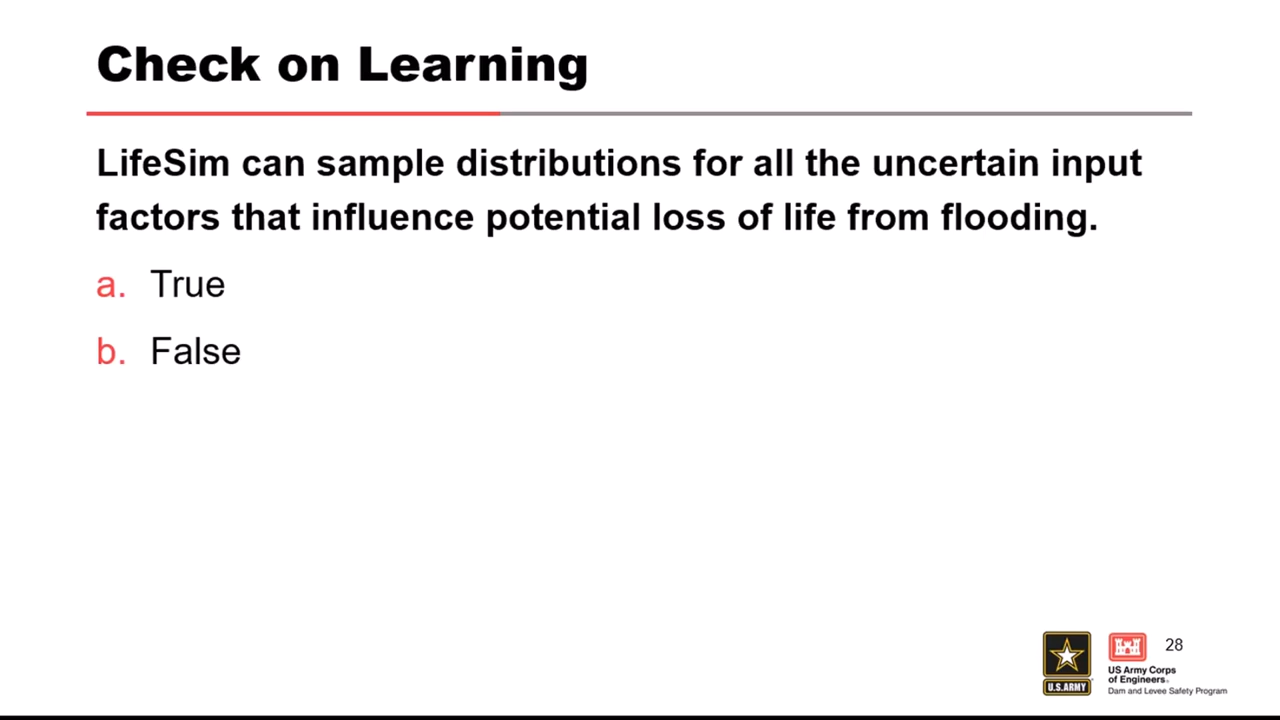 Check on Learning
LifeSim can sample distributions for all the uncertain input
factors that influence potential loss of life from flooding.
a. True
b. False
28
U.S.ARMY
US Army Corps
of Engineers®
Dam and Levee Safety Program